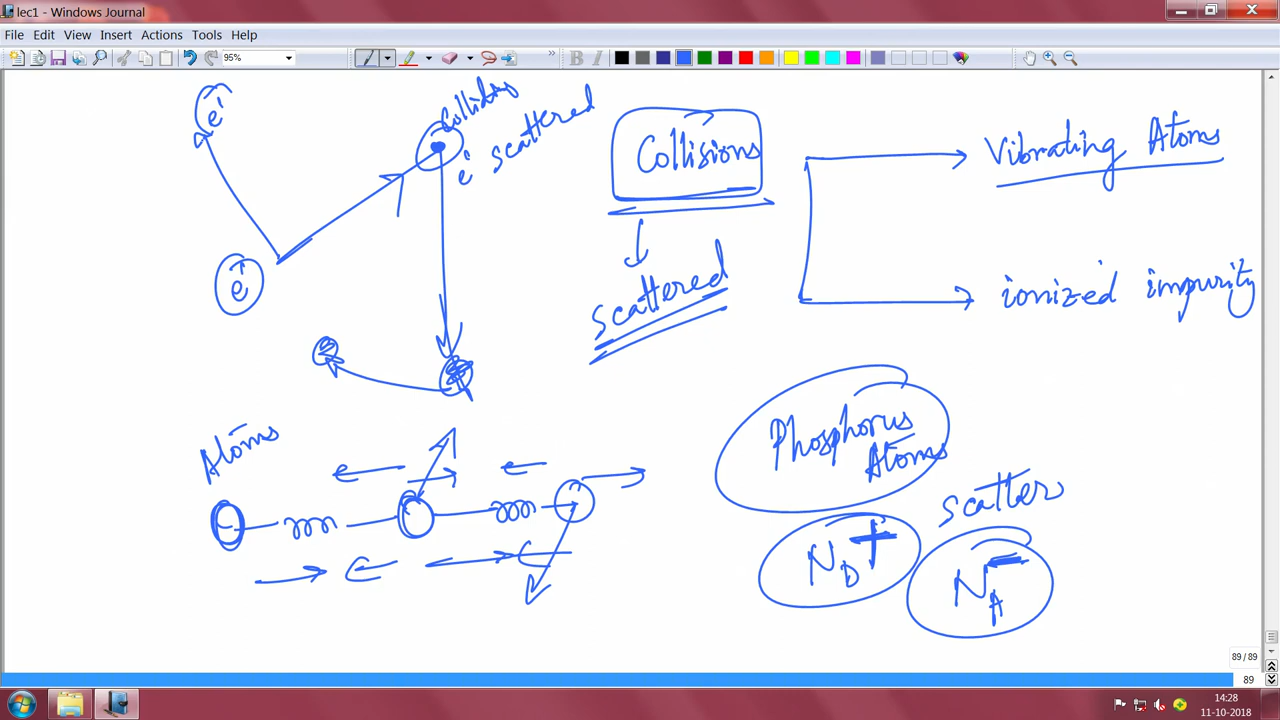 lec1 - Windows Journal
File Edit View Insert Actions Tools Help
95%
e
Colliding
e scattered
e
Collisions
scattered
Vibrating Atoms
ionized impurity
Atoms
Phosphorus
Atoms
scatter
N_D^+
N_A^-
89 / 89
89
14:28
11-10-2018